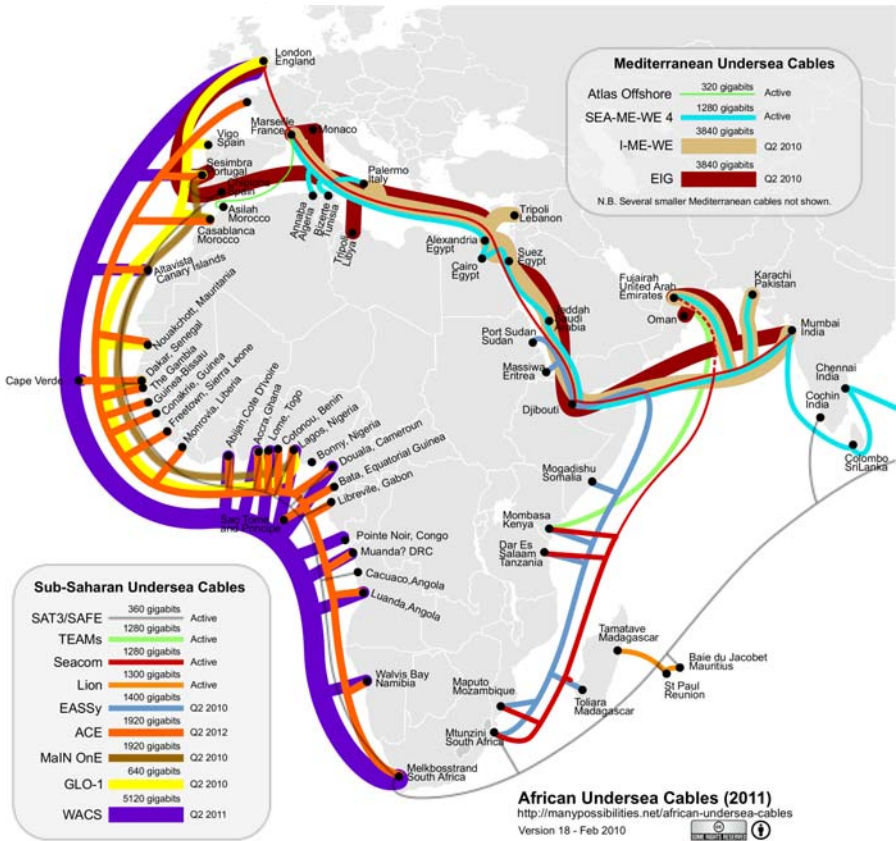 London
England
Marseille
France
Monaco
Vigo
Spain
Sesimbra
Portugal
Spain
Asilah
Morocco
Casablanca
Morocco
Annaba
Algeria
Bizerte
Tunisia
Palermo
Italy
Tripoli
Libya
Tripoli
Lebanon
Alexandria
Egypt
Cairo
Egypt
Suez
Egypt
Jeddah
Saudi
Arabia
Port Sudan
Sudan
Massiwa
Eritrea
Djibouti
Fujairah
United Arab
Emirates
Oman
Karachi
Pakistan
Mumbai
India
Chennai
India
Cochin
India
Colombo
SriLanka
Altavista
Canary Islands
Nouakchott, Mauritania
Cape Verde
Dakar, Senegal
The Gambia
Guinea Bissau
Conakrie, Guinea
Freetown, Sierra Leone
Monrovia, Liberia
Abijan,Cote D'Ivoire
Accra,Ghana
Lome, Togo
Cotonou, Benin
Lagos, Nigeria
Bonny, Nigeria
Douala, Cameroun
Bata, Equatorial Guinea
Libreville, Gabon
Sao Tome
and Principe
Pointe Noir, Congo
Muanda? DRC
Cacuaco,Angola
Luanda,Angola
Walvis Bay
Namibia
Melkbosstrand
South Africa
Mogadishu
Somalia
Mombasa
Kenya
Dar Es
Salaam
Tanzania
Maputo
Mozambique
Mtunzini
South Africa
Toliara
Madagascar
Tamatave
Madagascar
Baie du Jacobet
Mauritius
St Paul
Reunion
Mediterranean Undersea Cables
Atlas Offshore 320 gigabits Active
SEA-ME-WE 4 1280 gigabits Active
I-ME-WE 3840 gigabits Q2 2010
EIG 3840 gigabits Q2 2010
N.B. Several smaller Mediterranean cables not shown.
Sub-Saharan Undersea Cables
SAT3/SAFE 360 gigabits Active
TEAMs 1280 gigabits Active
Seacom 1280 gigabits Active
Lion 1300 gigabits Active
EASSy 1400 gigabits Q2 2010
ACE 1920 gigabits Q2 2012
MaIN OnE 1920 gigabits Q2 2010
GLO-1 640 gigabits Q2 2010
WACS 5120 gigabits Q2 2011
African Undersea Cables (2011)
http://manypossibilities.net/african-undersea-cables
Version 18 - Feb 2010
cc
SOME RIGHTS RESERVED